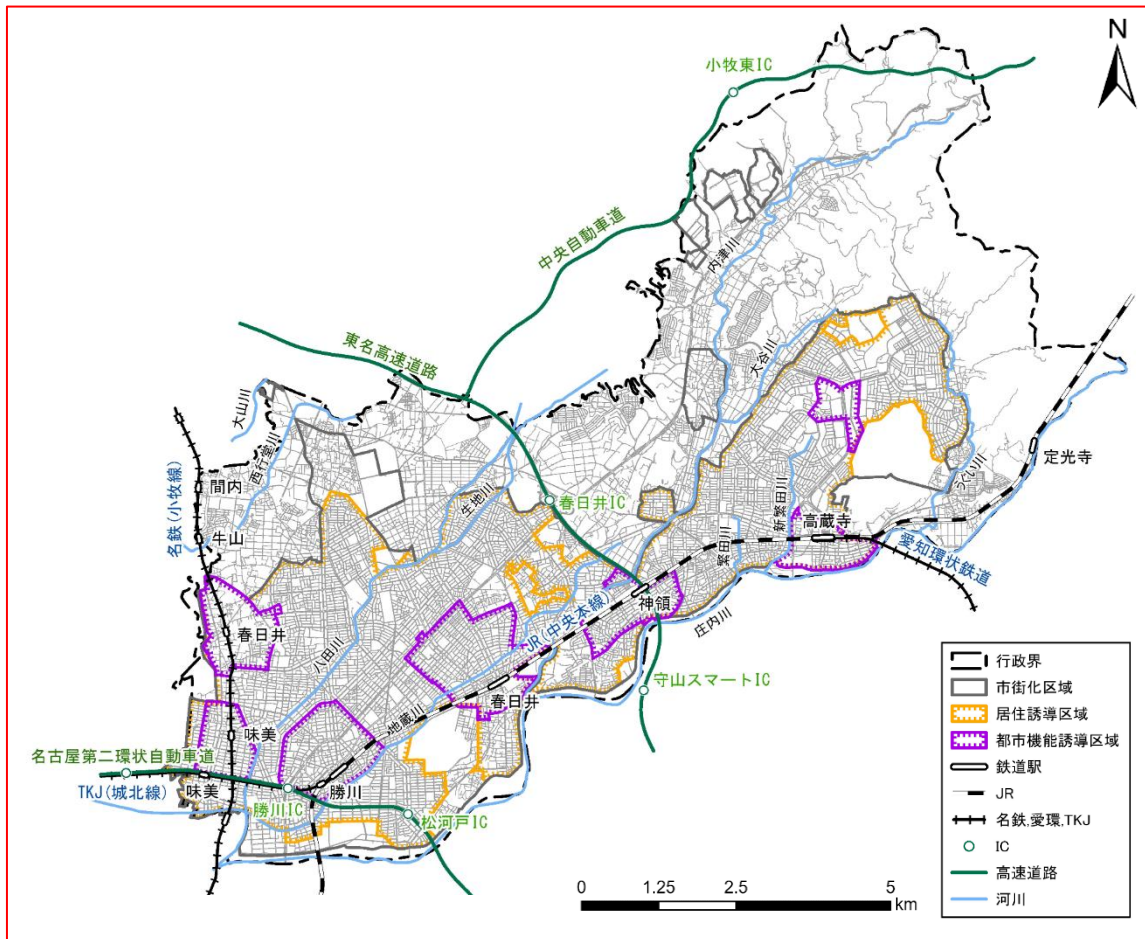 N
小牧東IC
中央自動車道
内津川
東名高速道路
大谷川
大山川
西行堂川
定光寺
うぐい川
間内
名鉄(小牧線)
生地川
春日井IC
新繁田川
高蔵寺
牛山
繁田川
愛知環状鉄道
神領
庄内川
JR(中央本線)
春日井
八田川
守山スマートIC
春日井
地蔵川
味美
名古屋第二環状自動車道
味美
TKJ(城北線)
勝川IC
勝川
松河戸IC
0 1.25 2.5 5
km
行政界
市街化区域
居住誘導区域
都市機能誘導区域
鉄道駅
JR
名鉄,愛環,TKJ
IC
高速道路
河川